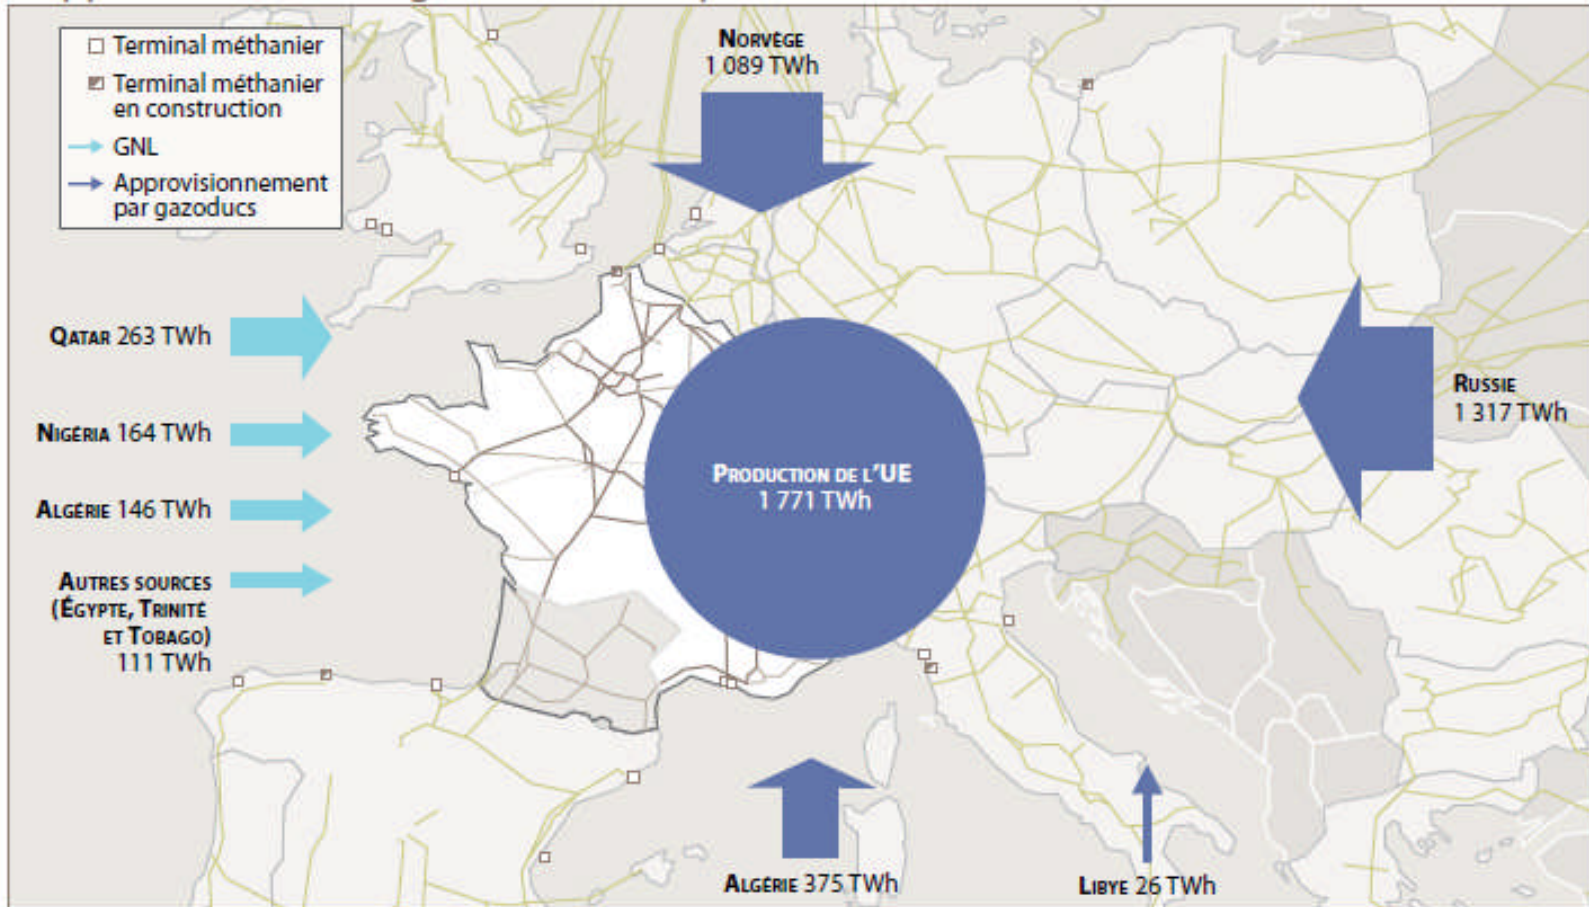 Terminal méthanier
Terminal méthanier
en construction
GNL
Approvisionnement
par gazoducs
NORVÈGE
1 089 TWh
QATAR 263 TWh
NIGÉRIA 164 TWh
ALGÉRIE 146 TWh
AUTRES SOURCES
(ÉGYPTE, TRINITÉ
ET TOBAGO)
111 TWh
PRODUCTION DE L'UE
1 771 TWh
RUSSIE
1 317 TWh
ALGÉRIE 375 TWh
LIBYE 26 TWh